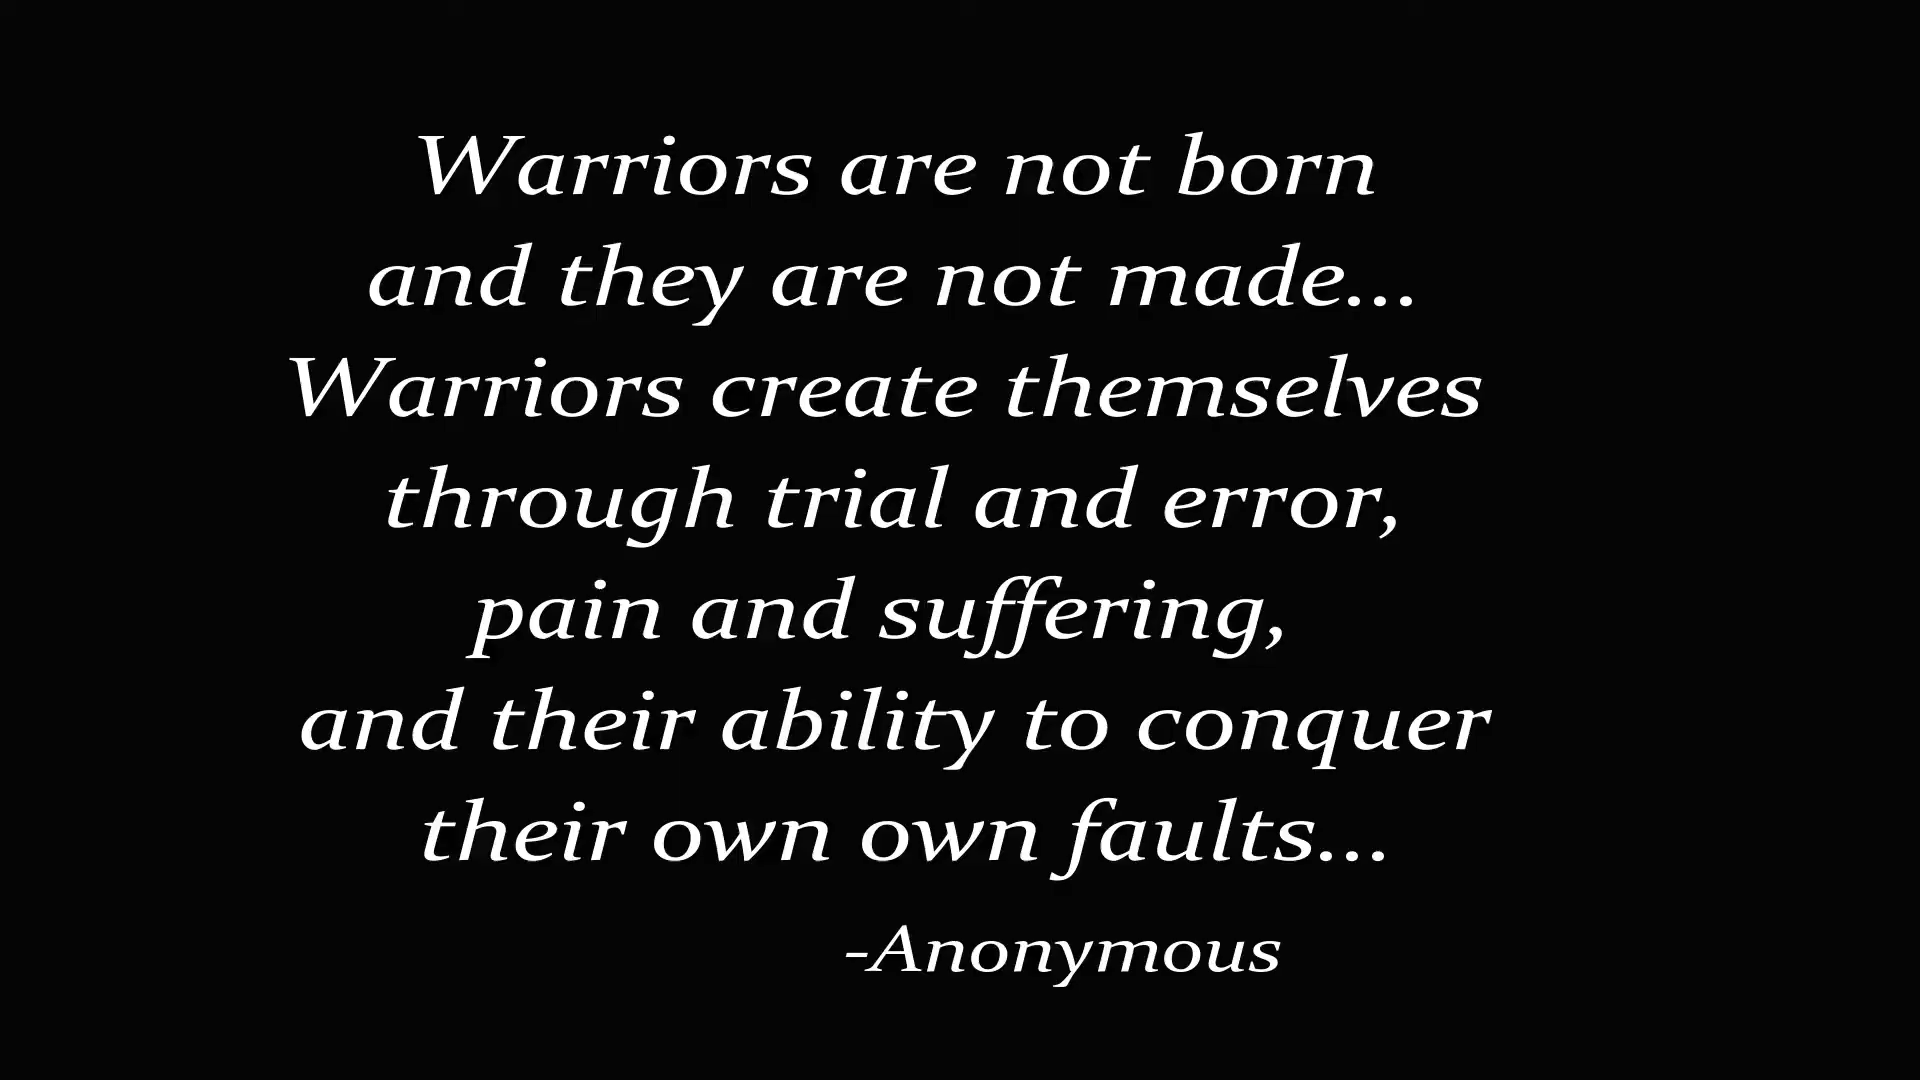 Warriors are not born
and they are not made...
Warriors create themselves
through trial and error,
pain and suffering,
and their ability to conquer
their own own faults...
-Anonymous